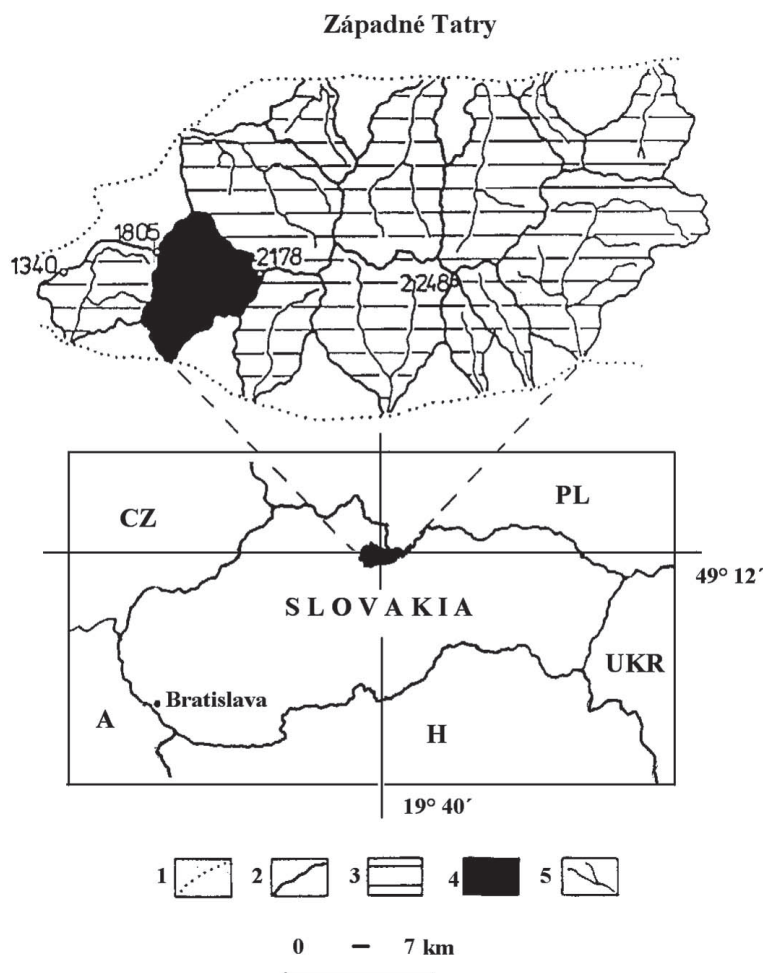 Západné Tatry
1805
1340
2178
2248
CZ
PL
49° 12´
SLOVAKIA
UKR
Bratislava
A
H
19° 40´
1 2 3 4 5
0 – 7 km